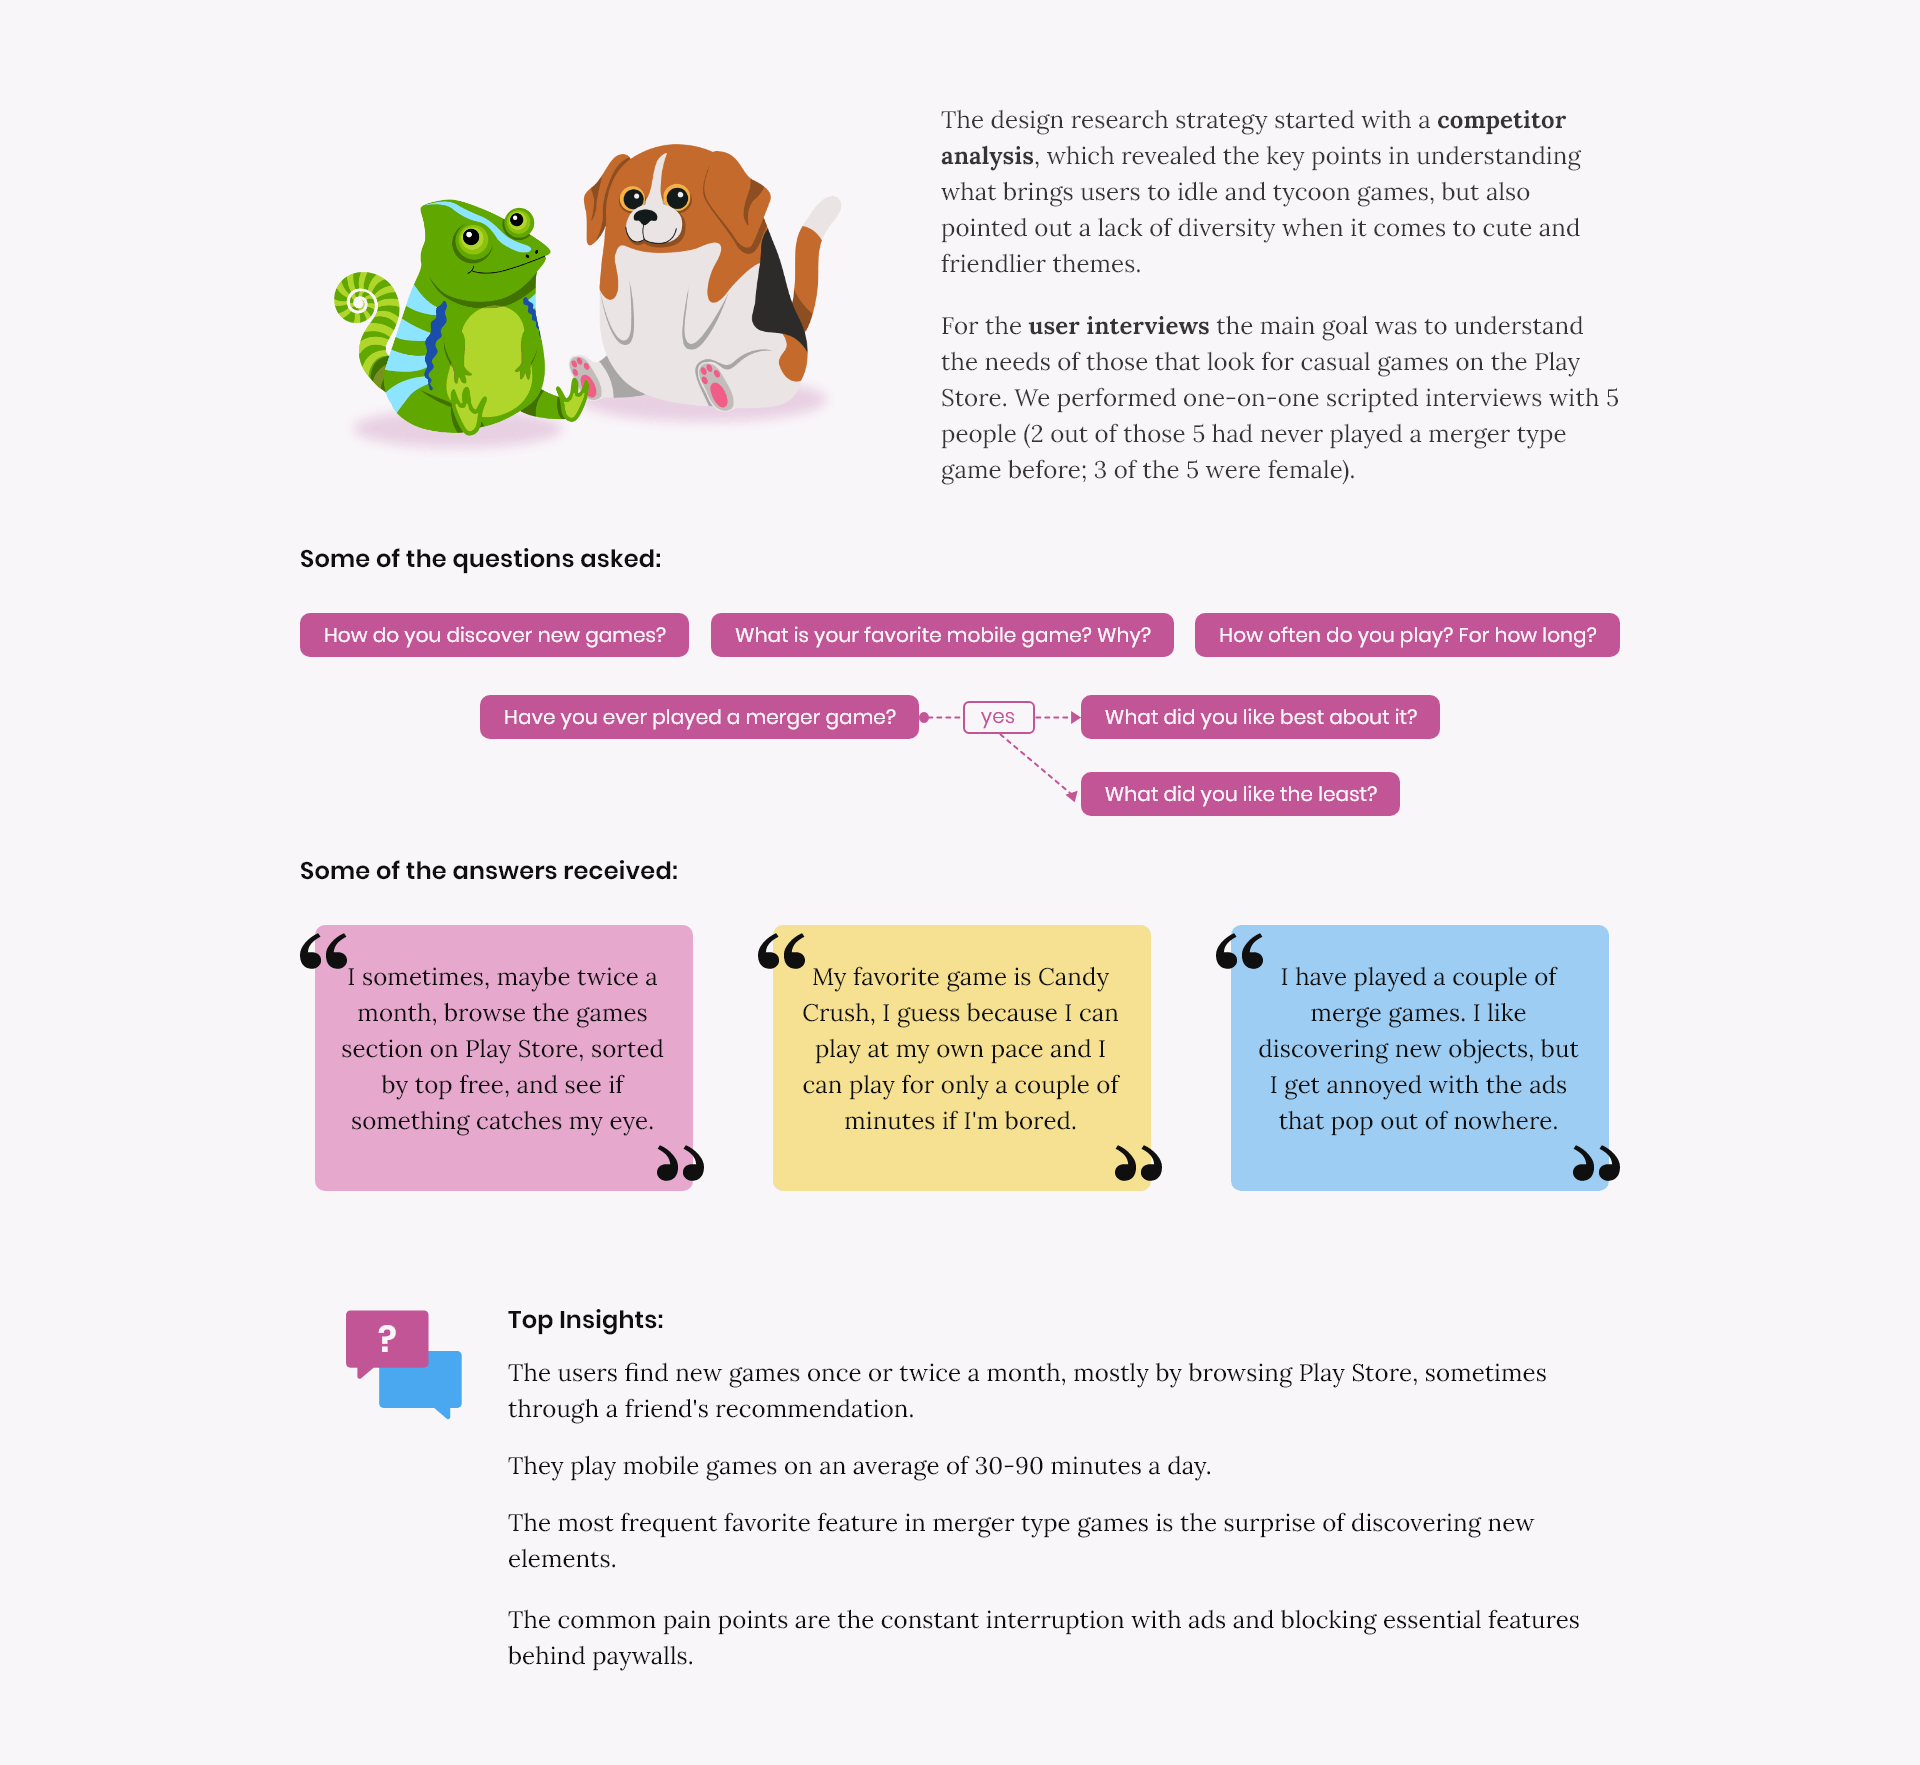 The design research strategy started with a competitor
analysis, which revealed the key points in understanding
what brings users to idle and tycoon games, but also
pointed out a lack of diversity when it comes to cute and
friendlier themes.
For the user interviews the main goal was to understand
the needs of those that look for casual games on the Play
Store. We performed one-on-one scripted interviews with 5
people (2 out of those 5 had never played a merger type
game before; 3 of the 5 were female).
Some of the questions asked:
How do you discover new games?
What is your favorite mobile game? Why?
How often do you play? For how long?
Have you ever played a merger game?
yes
What did you like best about it?
What did you like the least?
Some of the answers received:
“
I sometimes, maybe twice a
month, browse the games
section on Play Store, sorted
by top free, and see if
something catches my eye.
”
“
My favorite game is Candy
Crush, I guess because I can
play at my own pace and I
can play for only a couple of
minutes if I'm bored.
”
“
I have played a couple of
merge games. I like
discovering new objects, but
I get annoyed with the ads
that pop out of nowhere.
”
?
Top Insights:
The users find new games once or twice a month, mostly by browsing Play Store, sometimes
through a friend's recommendation.
They play mobile games on an average of 30-90 minutes a day.
The most frequent favorite feature in merger type games is the surprise of discovering new
elements.
The common pain points are the constant interruption with ads and blocking essential features
behind paywalls.